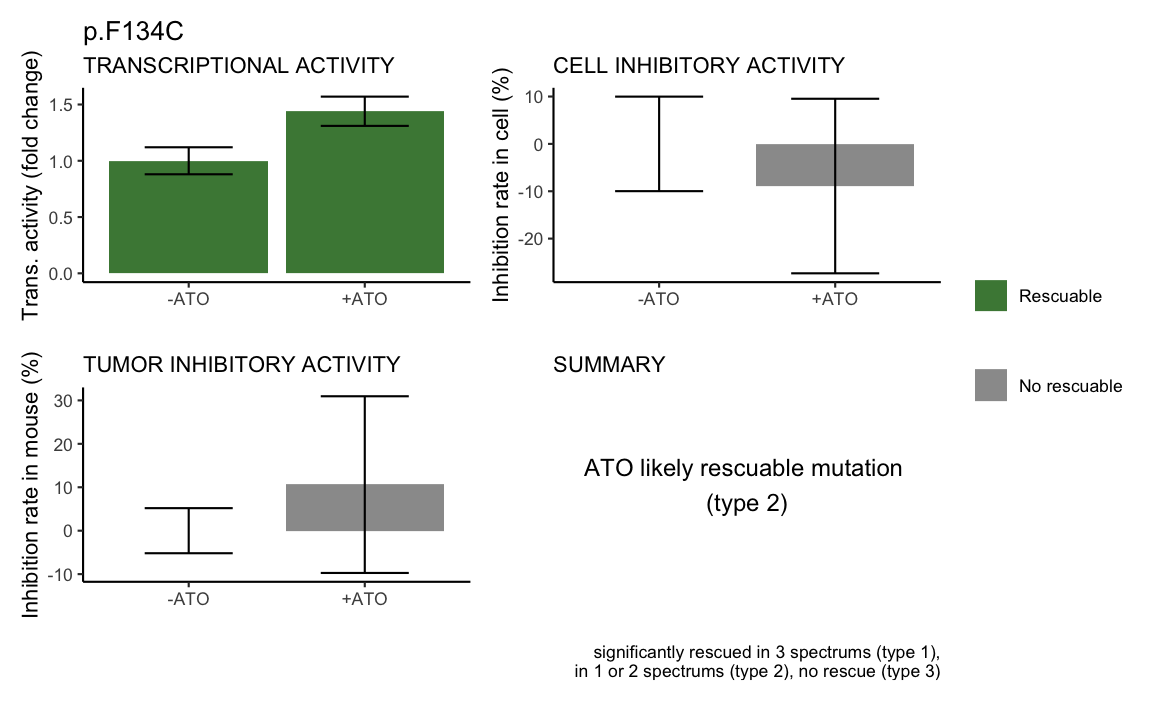 p.F134C
TRANSCRIPTIONAL ACTIVITY
Trans. activity (fold change)
1.5
1.0
0.5
0.0
-ATO
+ATO
CELL INHIBITORY ACTIVITY
Inhibition rate in cell (%)
10
0
-10
-20
-ATO
+ATO
Rescuable
No rescuable
TUMOR INHIBITORY ACTIVITY
Inhibition rate in mouse (%)
30
20
10
0
-10
-ATO
+ATO
SUMMARY
ATO likely rescuable mutation
(type 2)
significantly rescued in 3 spectrums (type 1),
in 1 or 2 spectrums (type 2), no rescue (type 3)